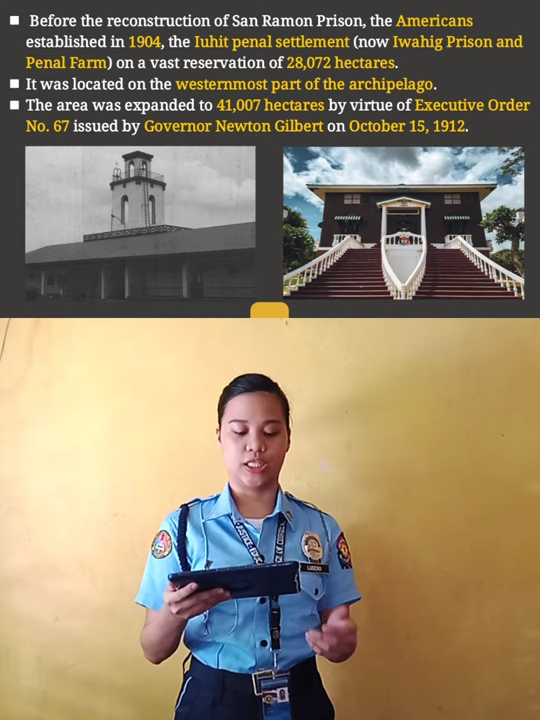 Before the reconstruction of San Ramon Prison, the Americans
established in 1904, the Iuhit penal settlement (now Iwahig Prison and
Penal Farm) on a vast reservation of 28,072 hectares.
It was located on the westernmost part of the archipelago.
The area was expanded to 41,007 hectares by virtue of Executive Order
No. 67 issued by Governor Newton Gilbert on October 15, 1912.